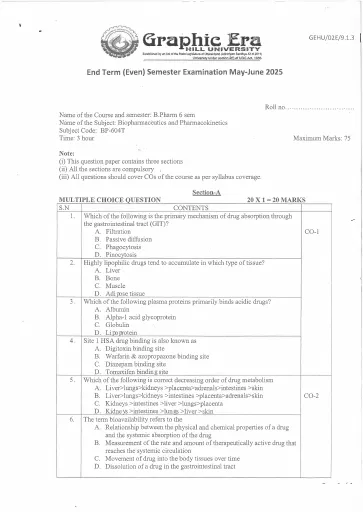 GEHU/02E/9.1.3
Graphic Era
HILL UNIVERSITY
End Term (Even) Semester Examination May-June 2025
Roll no
Name of the Course and semester: B.Pharm 6 sem
Name of the Subject: Biopharmaceutics and Pharmacokinetics
Subject Code: BP-604T
Time: 3 hour Maximum Marks: 75
Note:
(i) This question paper contains three sections
(ii) All the sections are compulsory
(iii) All questions should cover COs of the course as per syllabus coverage.
Section-A
MULTIPLE CHOICE QUESTION 20 X 1 = 20 MARKS
S.N CONTENTS
1. Which of the following is the primary mechanism of drug absorption through
the gastrointestinal tract (GIT)?
A. Filtration CO-1
B. Passive diffusion
C. Phagocytosis
D. Pinocytosis
2. Highly lipophilic drugs tend to accumulate in which type of tissue?
A. Liver
B. Bone
C. Muscle
D. Adipose tissue
3. Which of the following plasma proteins primarily binds acidic drugs?
A. Albumin
B. Alpha-1 acid glycoprotein
C. Globulin
D. Lipoprotein
4. Site 1 HSA drug binding is also known as
A. Digitoxin binding site
B. Warfarin & azapropazone binding site
C. Diazepam binding site
D. Tamoxifen binding site
5. Which of the following is correct decreasing order of drug metabolism
A. Liver>lungs>kidneys >placenta>adrenals>intestines >skin
B. Liver>lungs>kidneys >intestines >placenta>adrenals>skin CO-2
C. Kidneys >intestines >liver >lungs>placenta
D. Kidneys >intestines >lungs >liver >skin
6. The term bioavailability refers to the
A. Relationship between the physical and chemical properties of a drug
and the systemic absorption of the drug
B. Measurement of the rate and amount of therapeutically active drug that
reaches the systemic circulation
C. Movement of drug into the body tissues over time
D. Dissolution of a drug in the gastrointestinal tract